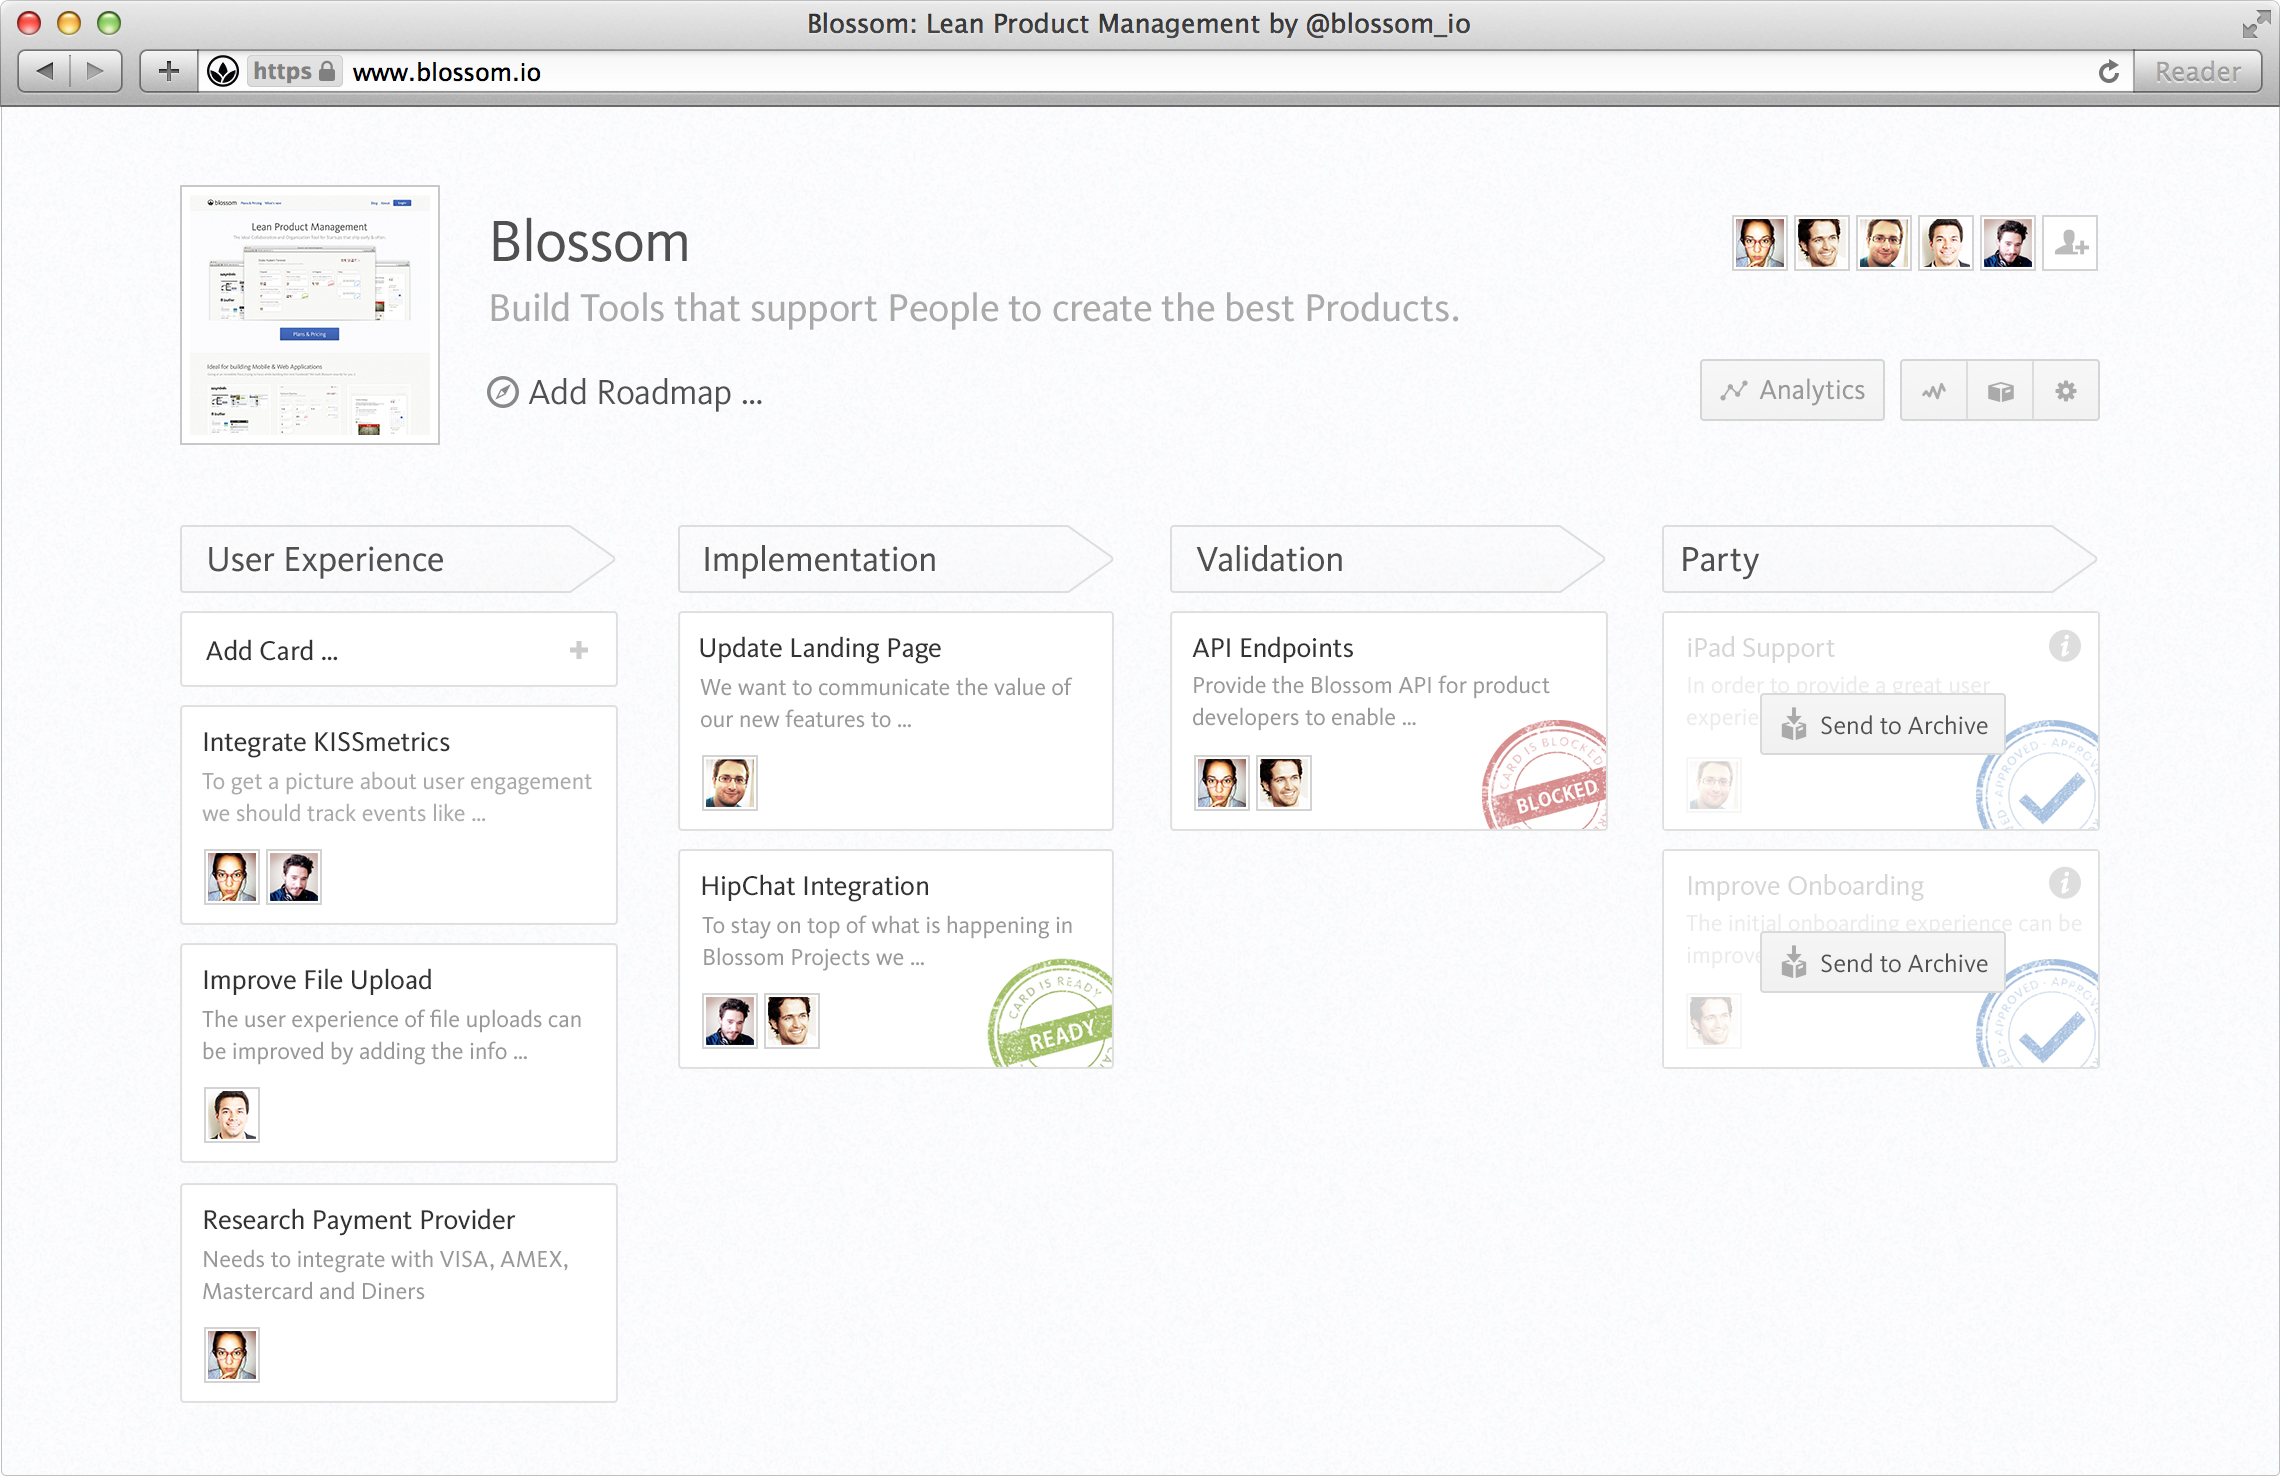 Blossom: Lean Product Management by @blossom_io
https www.blossom.io
Reader
blossom Plans & Pricing What's new
Blog About Login
Lean Product Management
Plans & Pricing
Ideal for building Mobile & Web Applications
Blossom
Build Tools that support People to create the best Products.
Add Roadmap ...
Analytics
User Experience
Add Card ...
Integrate KISSmetrics
To get a picture about user engagement
we should track events like ...
Improve File Upload
The user experience of file uploads can
be improved by adding the info ...
Research Payment Provider
Needs to integrate with VISA, AMEX,
Mastercard and Diners
Implementation
Update Landing Page
We want to communicate the value of
our new features to ...
HipChat Integration
To stay on top of what is happening in
Blossom Projects we ...
CARD IS READY
READY
Validation
API Endpoints
Provide the Blossom API for product
developers to enable ...
CARD IS BLOCKED
BLOCKED
Party
iPad Support
In order to provide a great user
Send to Archive
APPROVED
Improve Onboarding
The initial onboarding experience can be
Send to Archive
APPROVED